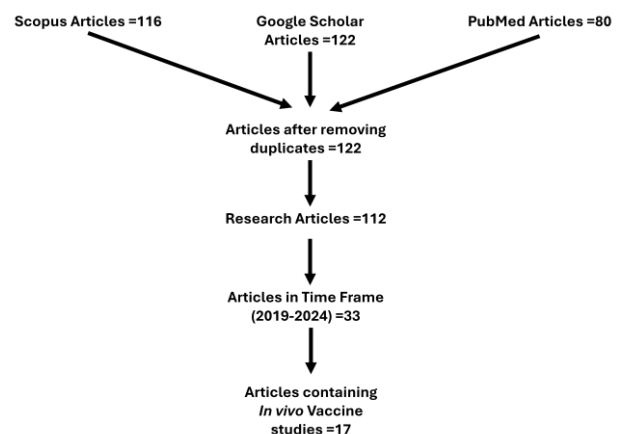 Scopus Articles =116
Google Scholar
Articles =122
PubMed Articles =80
Articles after removing
duplicates =122
Research Articles =112
Articles in Time Frame
(2019-2024) =33
Articles containing
In vivo Vaccine
studies =17